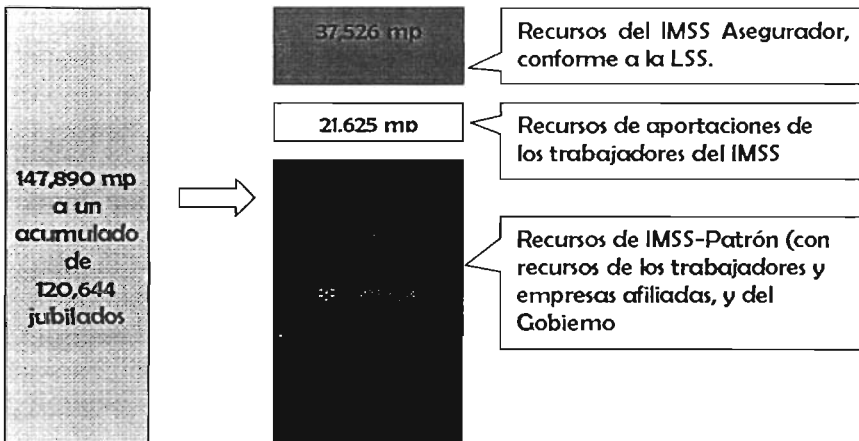 147,890 mp
a un
acumulado
de
120,644
jubilados
37,526 mp
21.625 mp
Recursos del IMSS Asegurador,
conforme a la LSS.
Recursos de aportaciones de
los trabajadores del IMSS
Recursos de IMSS-Patrón (con
recursos de los trabajadores y
empresas afiliadas, y del
Gobierno